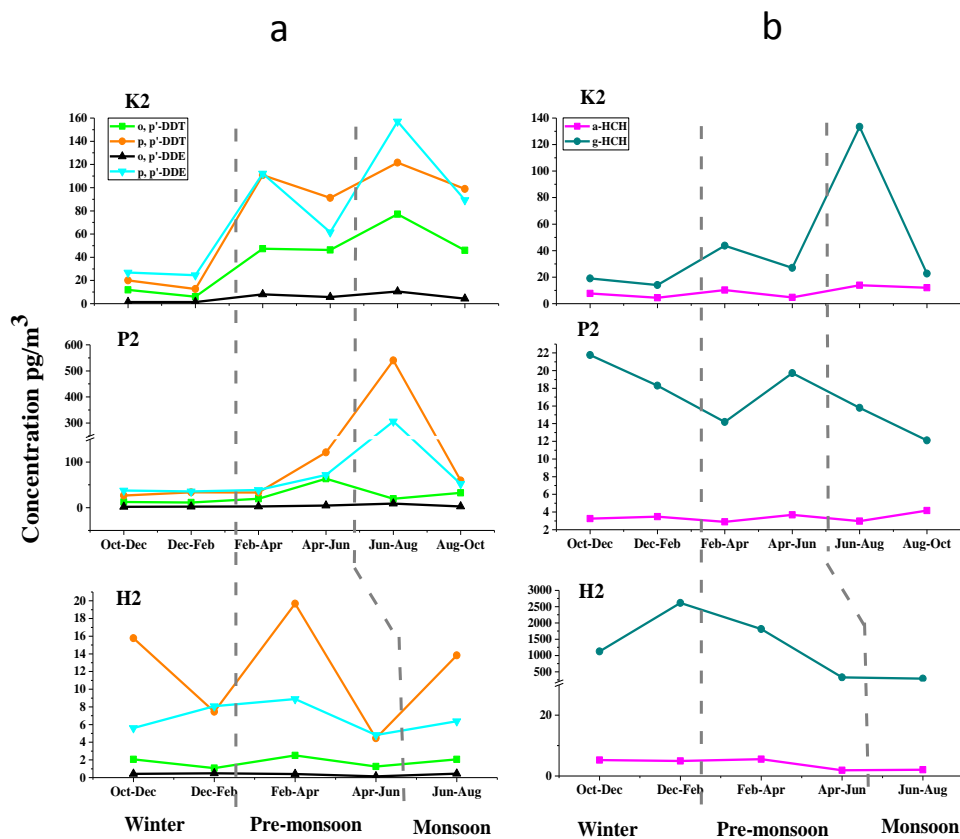 a
b
K2
o, p'-DDT
p, p'-DDT
o, p'-DDE
p, p'-DDE
160
140
120
100
80
60
40
20
0
K2
a-HCH
g-HCH
140
120
100
80
60
40
20
0
Concentration pg/m³
P2
600
500
400
300
100
0
Oct-Dec Dec-Feb Feb-Apr Apr-Jun Jun-Aug Aug-Oct
P2
22
20
18
16
14
12
10
8
6
4
2
Oct-Dec Dec-Feb Feb-Apr Apr-Jun Jun-Aug Aug-Oct
H2
20
18
16
14
12
10
8
6
4
2
0
Oct-Dec Dec-Feb Feb-Apr Apr-Jun Jun-Aug
Winter Pre-monsoon Monsoon
H2
3000
2500
2000
1500
1000
500
20
0
Oct-Dec Dec-Feb Feb-Apr Apr-Jun Jun-Aug
Winter Pre-monsoon Monsoon